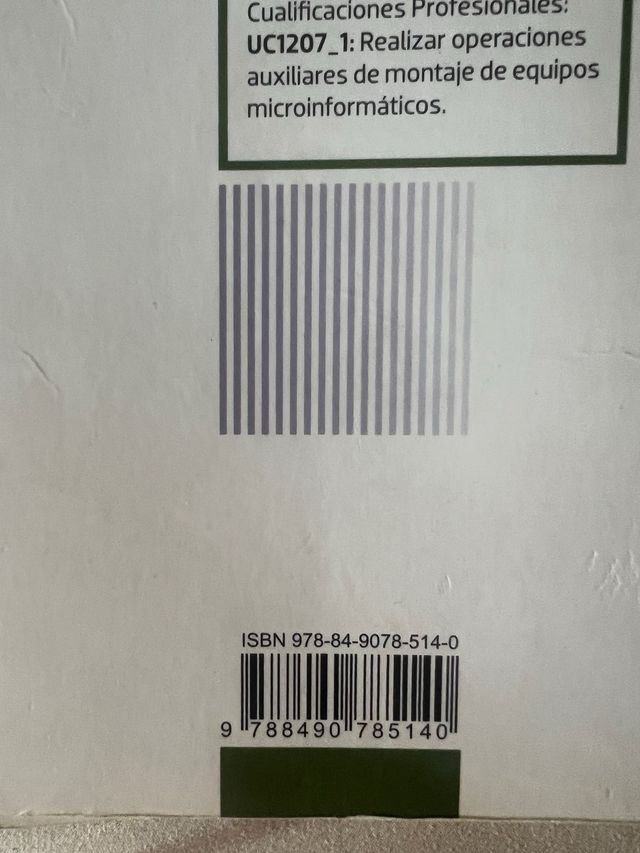 Cualificaciones Profesionales:
UC1207_1: Realizar operaciones
auxiliares de montaje de equipos
microinformáticos.
ISBN 978-84-9078-514-0
9 788490 785140